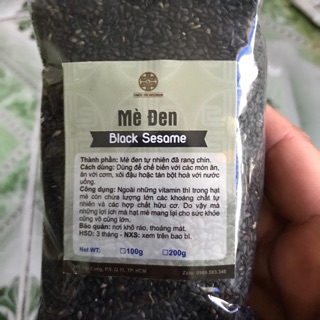 Mè Đen
Black Sesame
Thành phần: Mè đen tự nhiên đã rang chín.
Cách dùng: Dùng để chế biến với các món ăn,
ăn với cơm, xôi đậu hoặc tán bột hoà với nước
uống.
Công dụng: Ngoài những vitamin thì trong hạt
mè còn chứa lượng lớn các khoáng chất tự
nhiên và các hợp chất hữu cơ. Do vậy mà
những lợi ích mà hạt mè mang lại cho sức khỏe
cũng vô cùng lớn.
Bảo quản: nơi khô ráo, thoáng mát.
HSD: 3 tháng - NXS: xem trên bao bì.
Net WT: 100g 200g
Cung, P.5, Q.11, TP. HCM